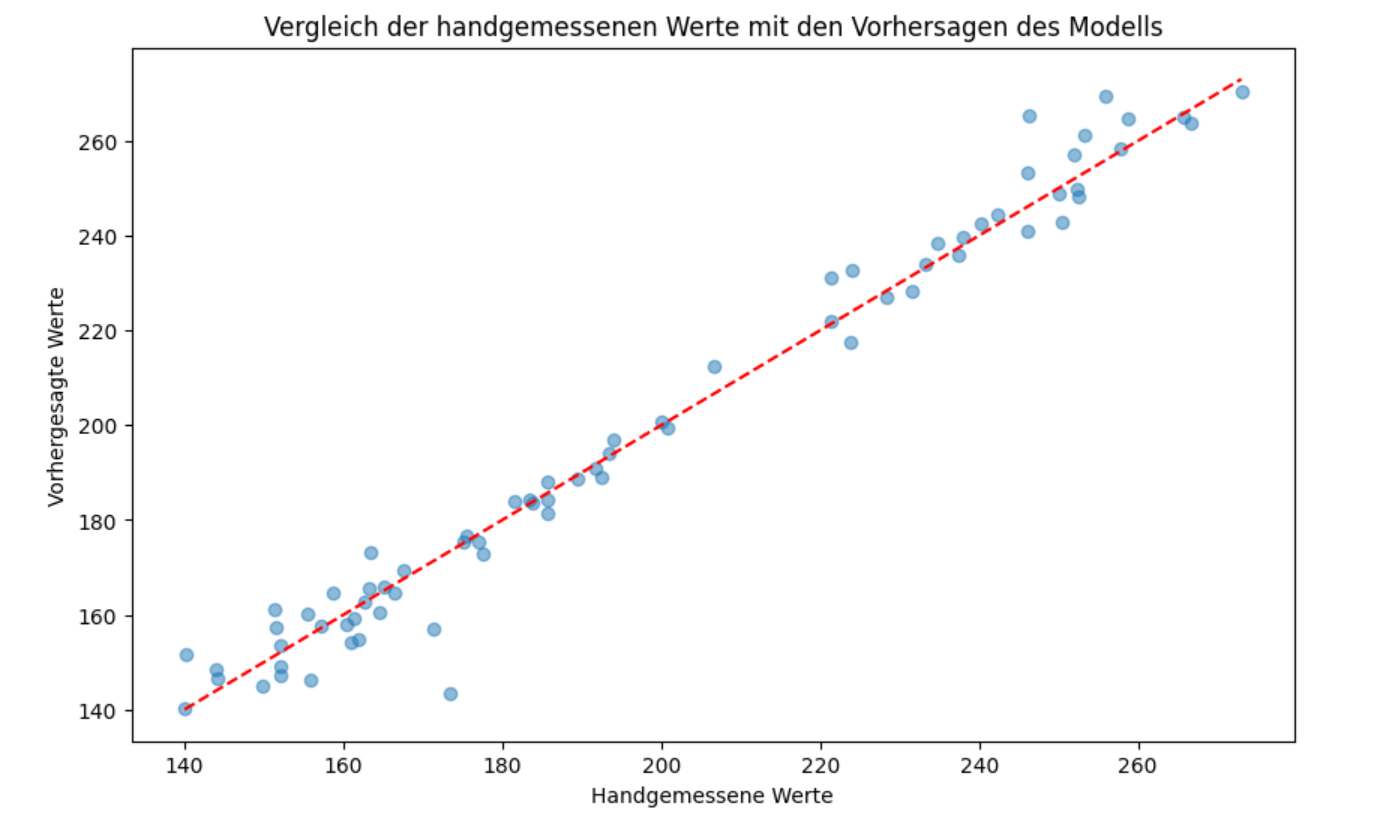 Vergleich der handgemessenen Werte mit den Vorhersagen des Modells
Vorhergesagte Werte
260
240
220
200
180
160
140
140 160 180 200 220 240 260
Handgemessene Werte